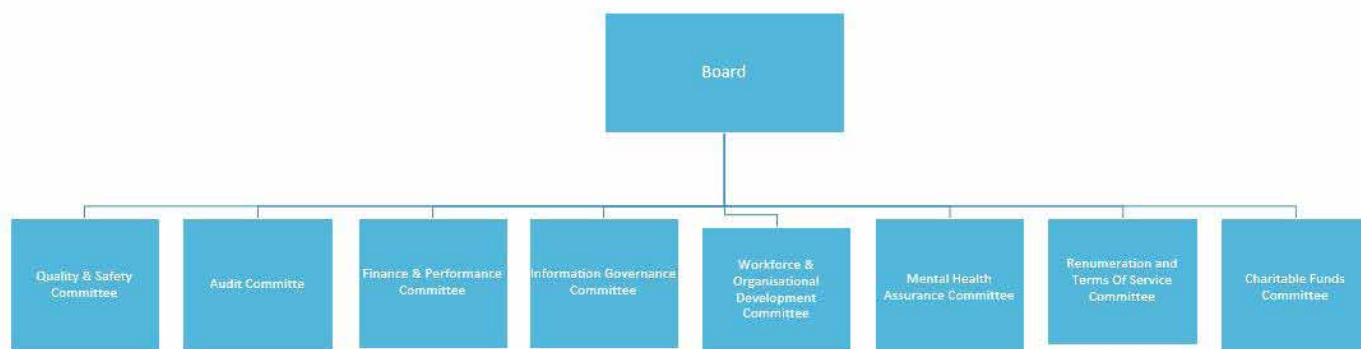 Board
Quality & Safety
Committee
Audit Committe
Finance & Performance
Committee
Information Governance
Committee
Workforce &
Organisational
Development
Committee
Mental Health
Assurance Committee
Renumeration and
Terms Of Service
Committee
Charitable Funds
Committee